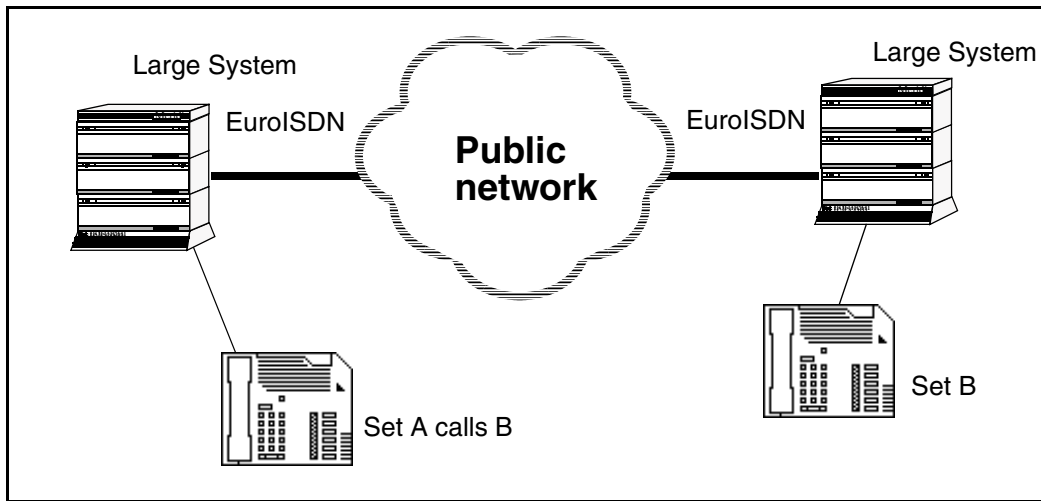 Large System
Large System
EuroISDN
EuroISDN
Public
network
Set B
Set A calls B